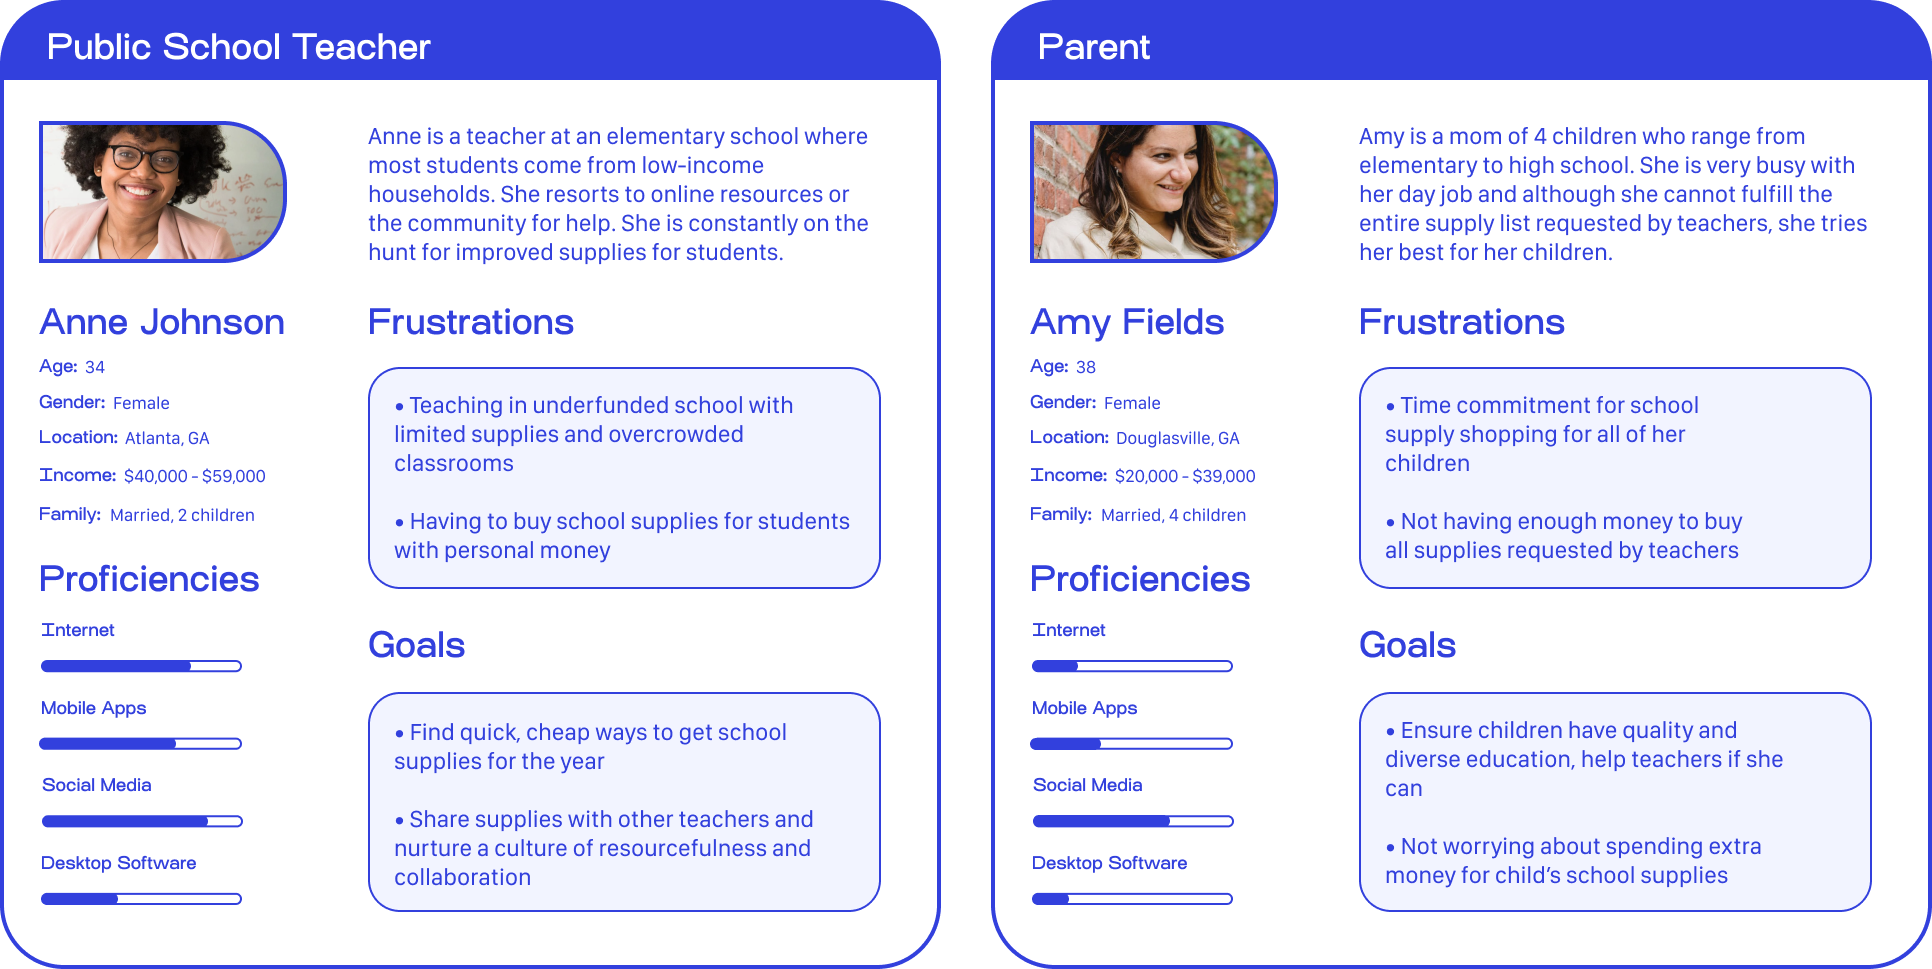 Public School Teacher
Anne is a teacher at an elementary school where
most students come from low-income
households. She resorts to online resources or
the community for help. She is constantly on the
hunt for improved supplies for students.
Anne Johnson
Age: 34
Gender: Female
Location: Atlanta, GA
Income: $40,000 - $59,000
Family: Married, 2 children
Proficiencies
Internet
Mobile Apps
Social Media
Desktop Software
Frustrations
• Teaching in underfunded school with
limited supplies and overcrowded
classrooms
• Having to buy school supplies for students
with personal money
Goals
• Find quick, cheap ways to get school
supplies for the year
• Share supplies with other teachers and
nurture a culture of resourcefulness and
collaboration
Parent
Amy is a mom of 4 children who range from
elementary to high school. She is very busy with
her day job and although she cannot fulfill the
entire supply list requested by teachers, she tries
her best for her children.
Amy Fields
Age: 38
Gender: Female
Location: Douglasville, GA
Income: $20,000 - $39,000
Family: Married, 4 children
Proficiencies
Internet
Mobile Apps
Social Media
Desktop Software
Frustrations
• Time commitment for school
supply shopping for all of her
children
• Not having enough money to buy
all supplies requested by teachers
Goals
• Ensure children have quality and
diverse education, help teachers if she
can
• Not worrying about spending extra
money for child’s school supplies